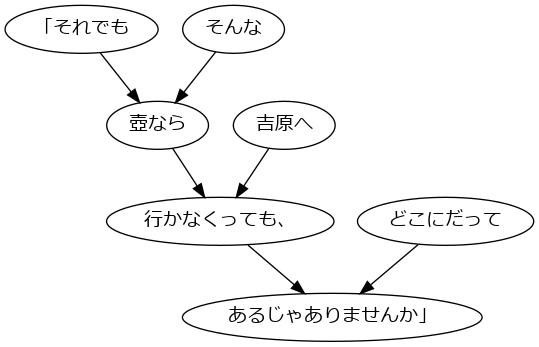 「それでも
そんな
壺なら
吉原へ
行かなくっても、
どこにだって
あるじゃありませんか」